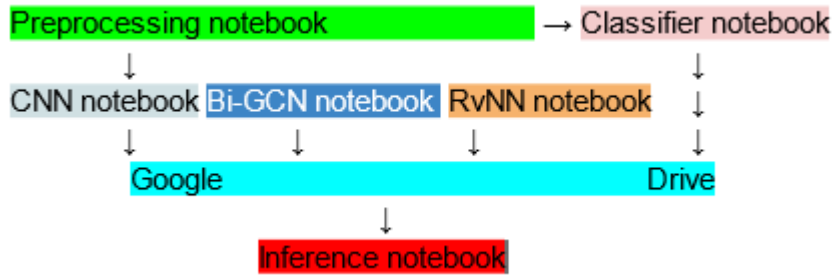 Preprocessing notebook → Classifier notebook
↓ ↓
CNN notebook Bi-GCN notebook RvNN notebook ↓
↓ ↓ ↓ ↓
Google Drive
↓
Inference notebook